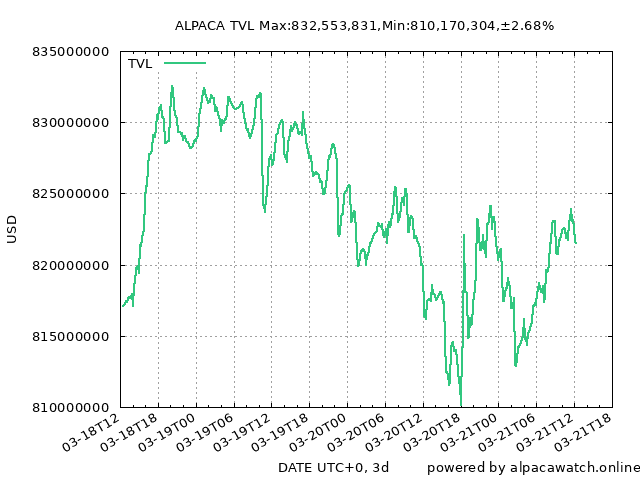 ALPACA TVL Max:832,553,831,Min:810,170,304,±2.68%
835000000
TVL
830000000
825000000
USD
820000000
815000000
810000000
03-18T12
03-18T18
03-19T00
03-19T06
03-19T12
03-19T18
03-20T00
03-20T06
03-20T12
03-20T18
03-21T00
03-21T06
03-21T12
03-21T18
DATE UTC+0, 3d
powered by alpacawatch.online